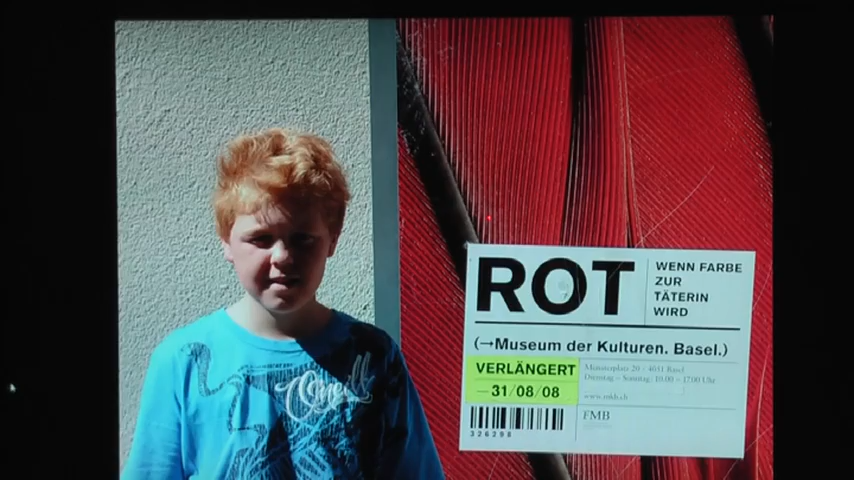 O'Neill
ROT
WENN FARBE
ZUR
TÄTERIN
WIRD
(→Museum der Kulturen. Basel.)
VERLÄNGERT
—31/08/08
Münsterplatz 20 / 4051 Basel
Dienstag – Sonntag: 10.00 – 17.00 Uhr
www.mkb.ch
FMB
326298